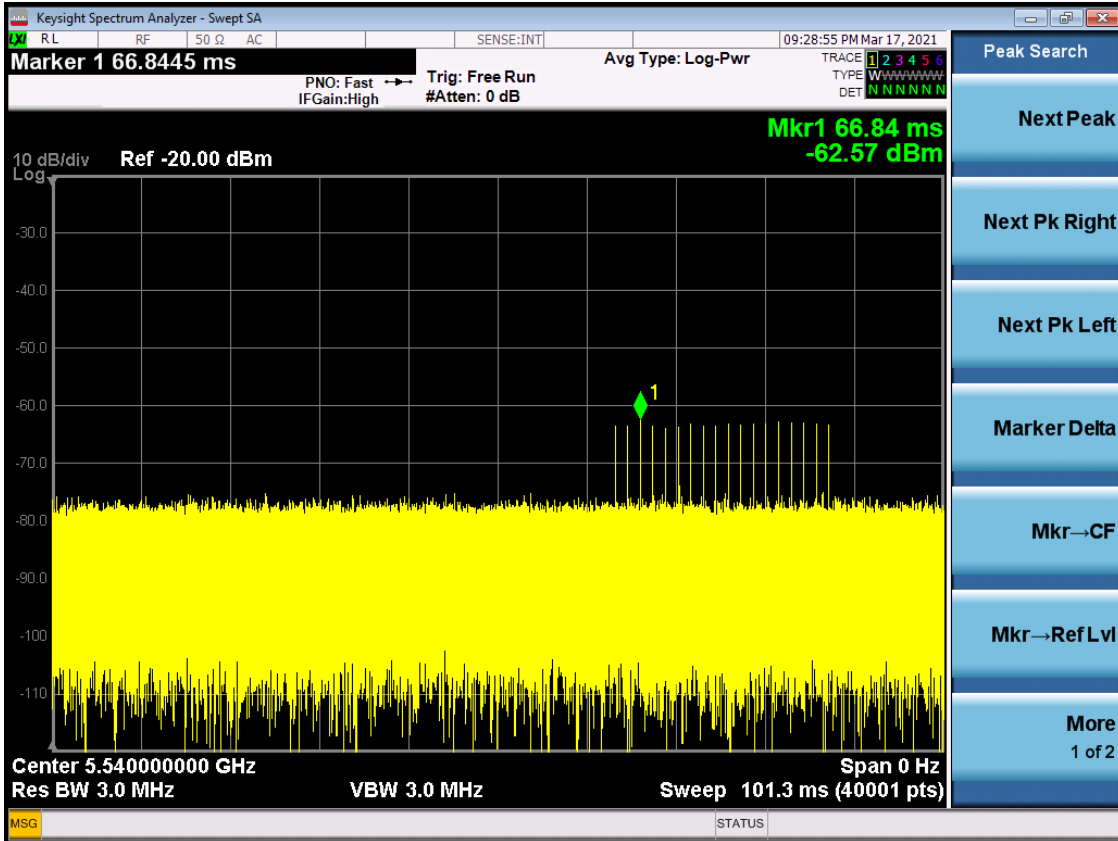 Keysight Spectrum Analyzer - Swept SA
LXI RL RF 50 Ω AC SENSE:INT 09:28:55 PM Mar 17, 2021
Marker 1 66.8445 ms
PNO: Fast
IFGain:High
Trig: Free Run
#Atten: 0 dB
Avg Type: Log-Pwr
TRACE 1 2 3 4 5 6
TYPE WWWWWW
DET N N N N N N
Mkr1 66.84 ms
-62.57 dBm
10 dB/div Ref -20.00 dBm
Log
-30.0
-40.0
-50.0
-60.0
-70.0
-80.0
-90.0
-100
-110
1
Center 5.540000000 GHz Span 0 Hz
Res BW 3.0 MHz VBW 3.0 MHz Sweep 101.3 ms (40001 pts)
MSG STATUS
Peak Search
Next Peak
Next Pk Right
Next Pk Left
Marker Delta
Mkr→CF
Mkr→Ref Lvl
More
1 of 2